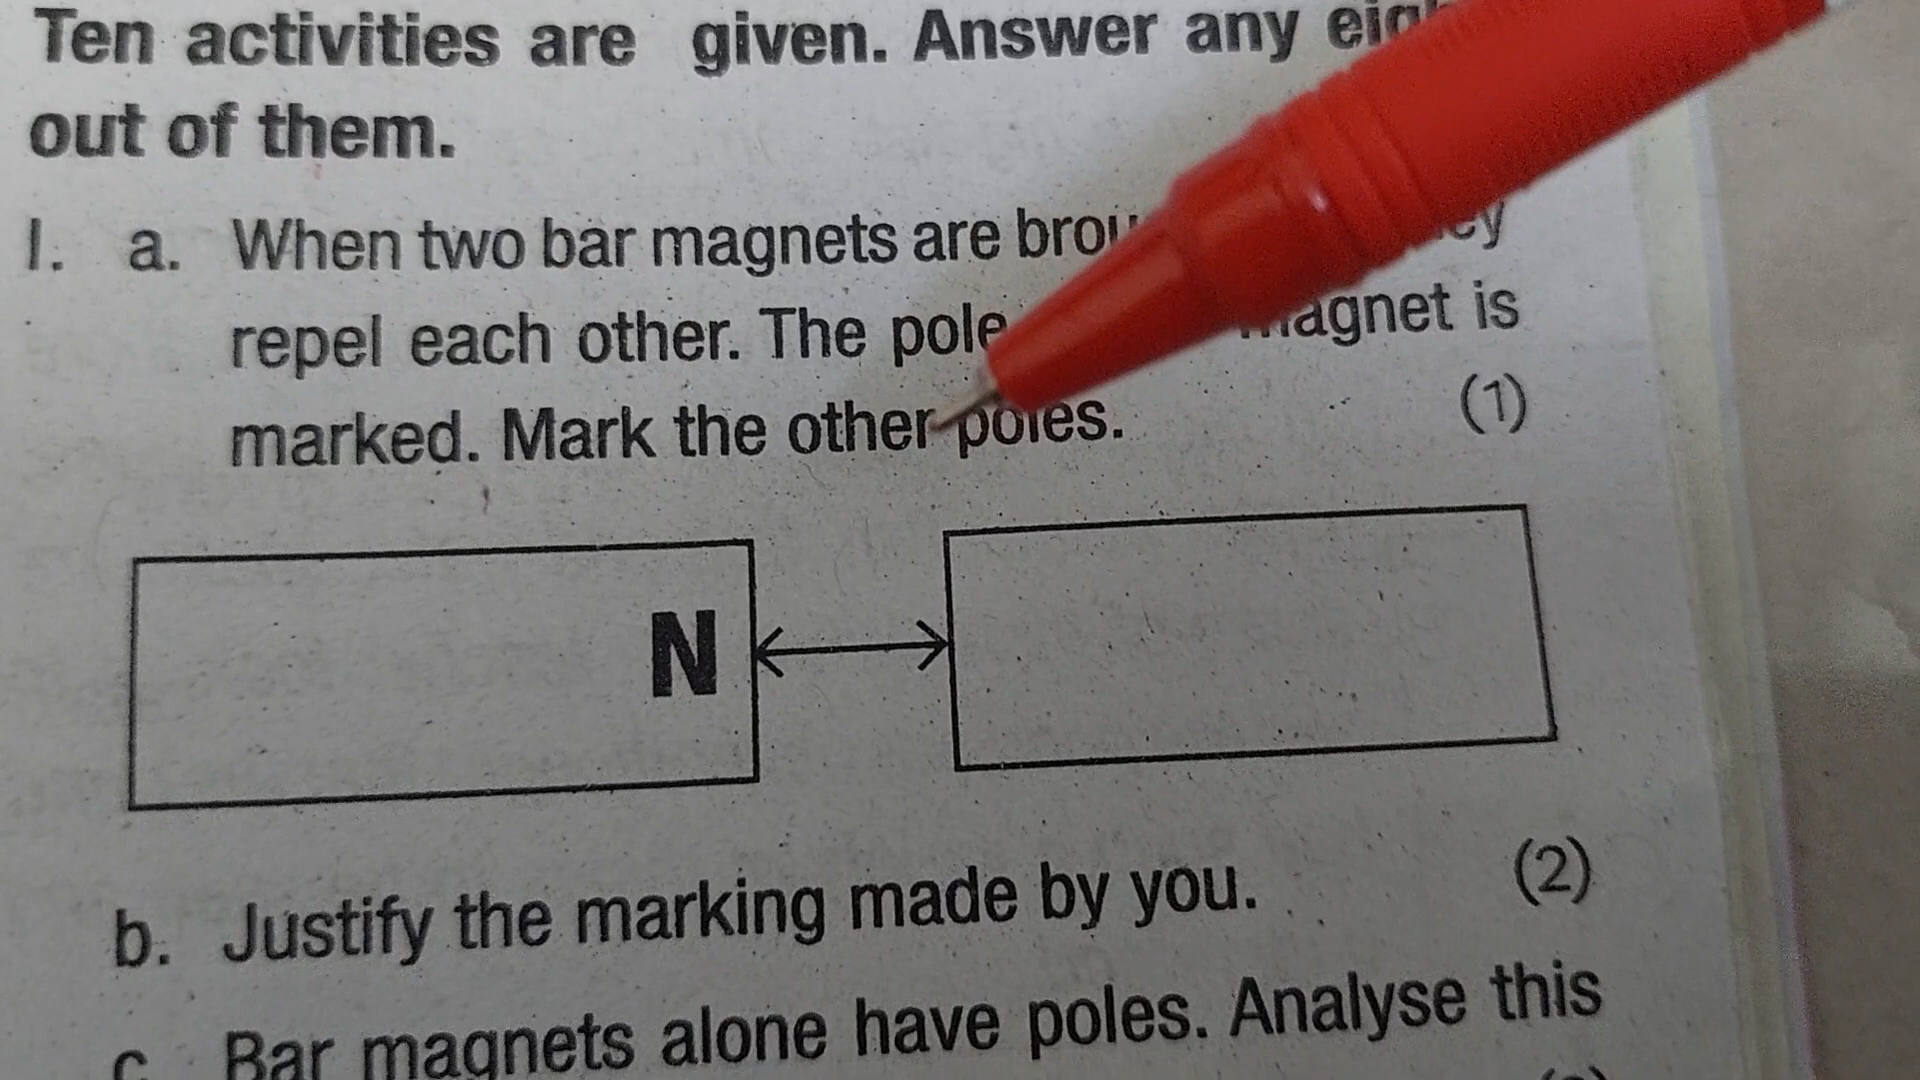 Ten activities are given. Answer any
out of them.
1. a. When two bar magnets are
repel each other. The pole magnet is
marked. Mark the other poles. (1)
N
b. Justify the marking made by you. (2)
c. Bar magnets alone have poles. Analyse this